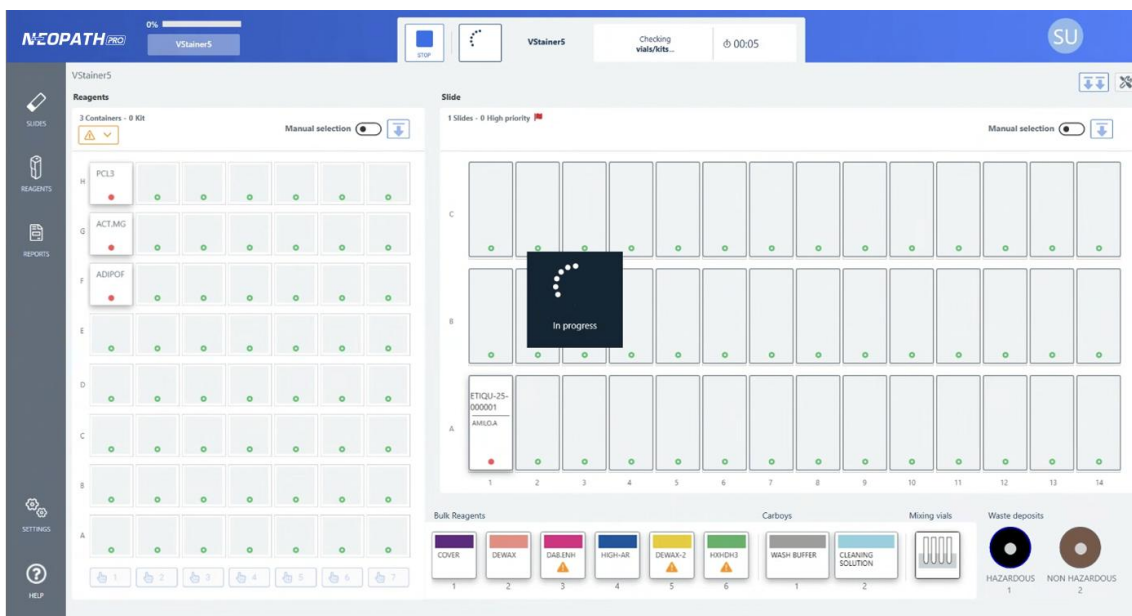 NEOPATH PRO
0%
VStainer5
STOP
VStainer5
Checking
vials/kits...
00:05
SU
VStainer5
Reagents
Slide
3 Containers - 0 Kit
Manual selection
1 Slides - 0 High priority
Manual selection
SLIDES
REAGENTS
REPORTS
SETTINGS
HELP
H
PCL3
G
ACT.MG
F
ADIPOF
E
D
C
B
A
1 2 3 4 5 6 7
C
B
In progress
A
ETIQU-25-
000001
AMILO.A
1 2 3 4 5 6 7 8 9 10 11 12 13 14
Bulk Reagents
Carboys
Mixing vials
Waste deposits
COVER
DEWAX
DAB.ENH
HIGH-AR
DEWAX-2
HXHDH3
WASH BUFFER
CLEANING
SOLUTION
1 2 3 4 5 6
1 2
HAZARDOUS
1
NON HAZARDOUS
2